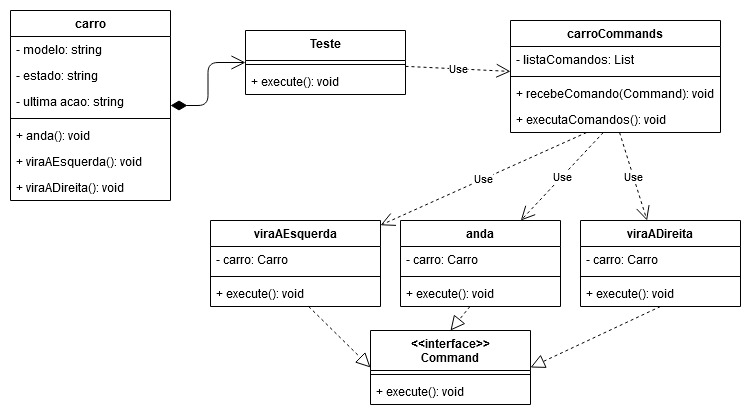 carro
- modelo: string
- estado: string
- ultima acao: string
+ anda(): void
+ viraAEsquerda(): void
+ viraADireita(): void
Teste
+ execute(): void
Use
carroCommands
- listaComandos: List
+ recebeComando(Command): void
+ executaComandos(): void
Use
Use
Use
viraAEsquerda
- carro: Carro
+ execute(): void
anda
- carro: Carro
+ execute(): void
viraADireita
- carro: Carro
+ execute(): void
<<interface>>
Command
+ execute(): void